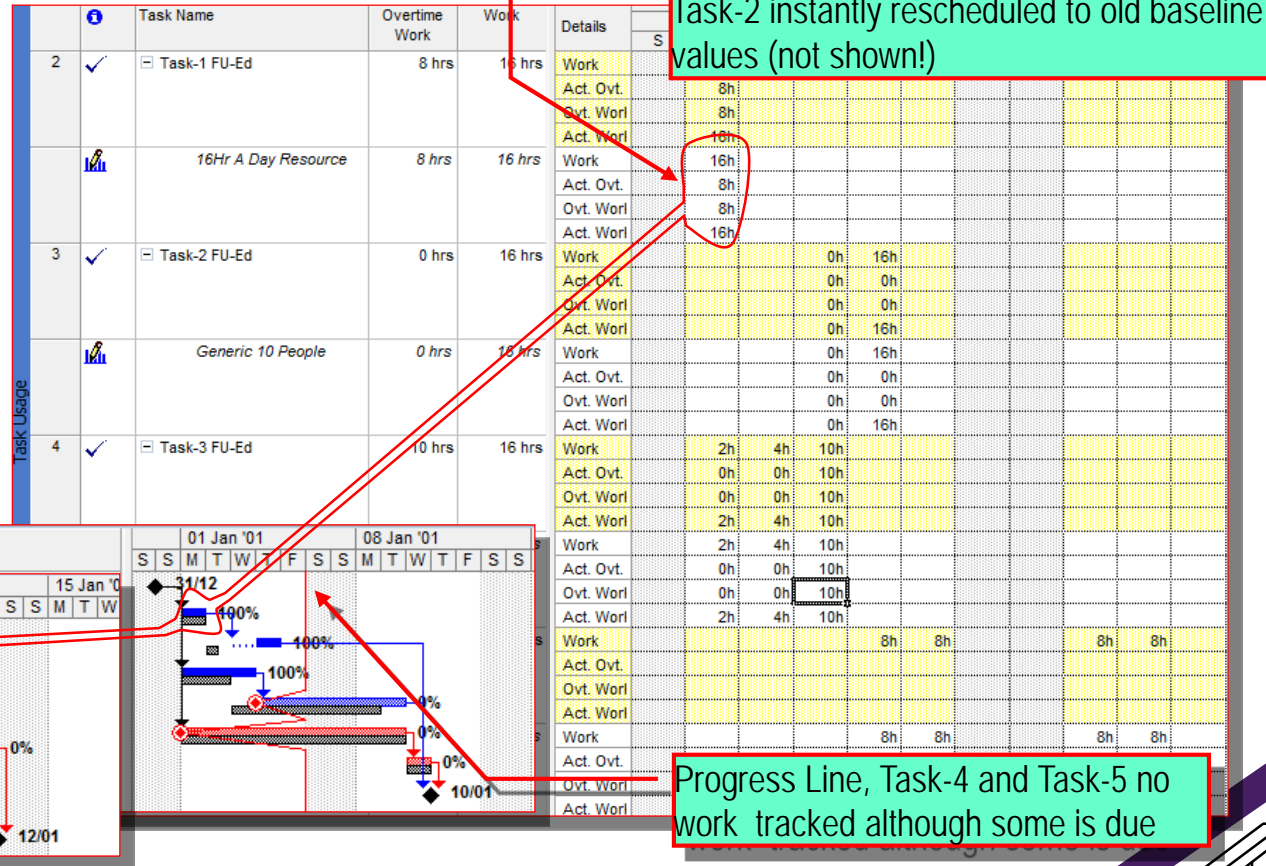 Task Name Overtime Work Work Details S
Task-2 instantly rescheduled to old baseline
values (not shown!)
2 Task-1 FU-Ed 8 hrs 16 hrs Work
Act. Ovt. 8h
Ovt. Worl 8h
Act. Worl 16h
16Hr A Day Resource 8 hrs 16 hrs Work 16h
Act. Ovt. 8h
Ovt. Worl 8h
Act. Worl 16h
3 Task-2 FU-Ed 0 hrs 16 hrs Work 0h 16h
Act. Ovt. 0h 0h
Ovt. Worl 0h 0h
Act. Worl 0h 16h
Generic 10 People 0 hrs 16 hrs Work 0h 16h
Act. Ovt. 0h 0h
Ovt. Worl 0h 0h
Act. Worl 0h 16h
Task Usage
4 Task-3 FU-Ed 10 hrs 16 hrs Work 2h 4h 10h
Act. Ovt. 0h 0h 10h
Ovt. Worl 0h 0h 10h
Act. Worl 2h 4h 10h
s Work 2h 4h 10h
Act. Ovt. 0h 0h 10h
Ovt. Worl 0h 0h 10h
Act. Worl 2h 4h 10h
s Work 8h 8h 8h 8h
Act. Ovt.
Ovt. Worl
Act. Worl
s Work 8h 8h 8h 8h
Act. Ovt.
Ovt. Worl
Act. Worl
01 Jan '01 08 Jan '01
S S M T W T F S S M T W T F S S
31/12
100%
100%
100%
0%
0%
0%
10/01
15 Jan '0
S S M T W
0%
12/01
Progress Line, Task-4 and Task-5 no
work tracked although some is due